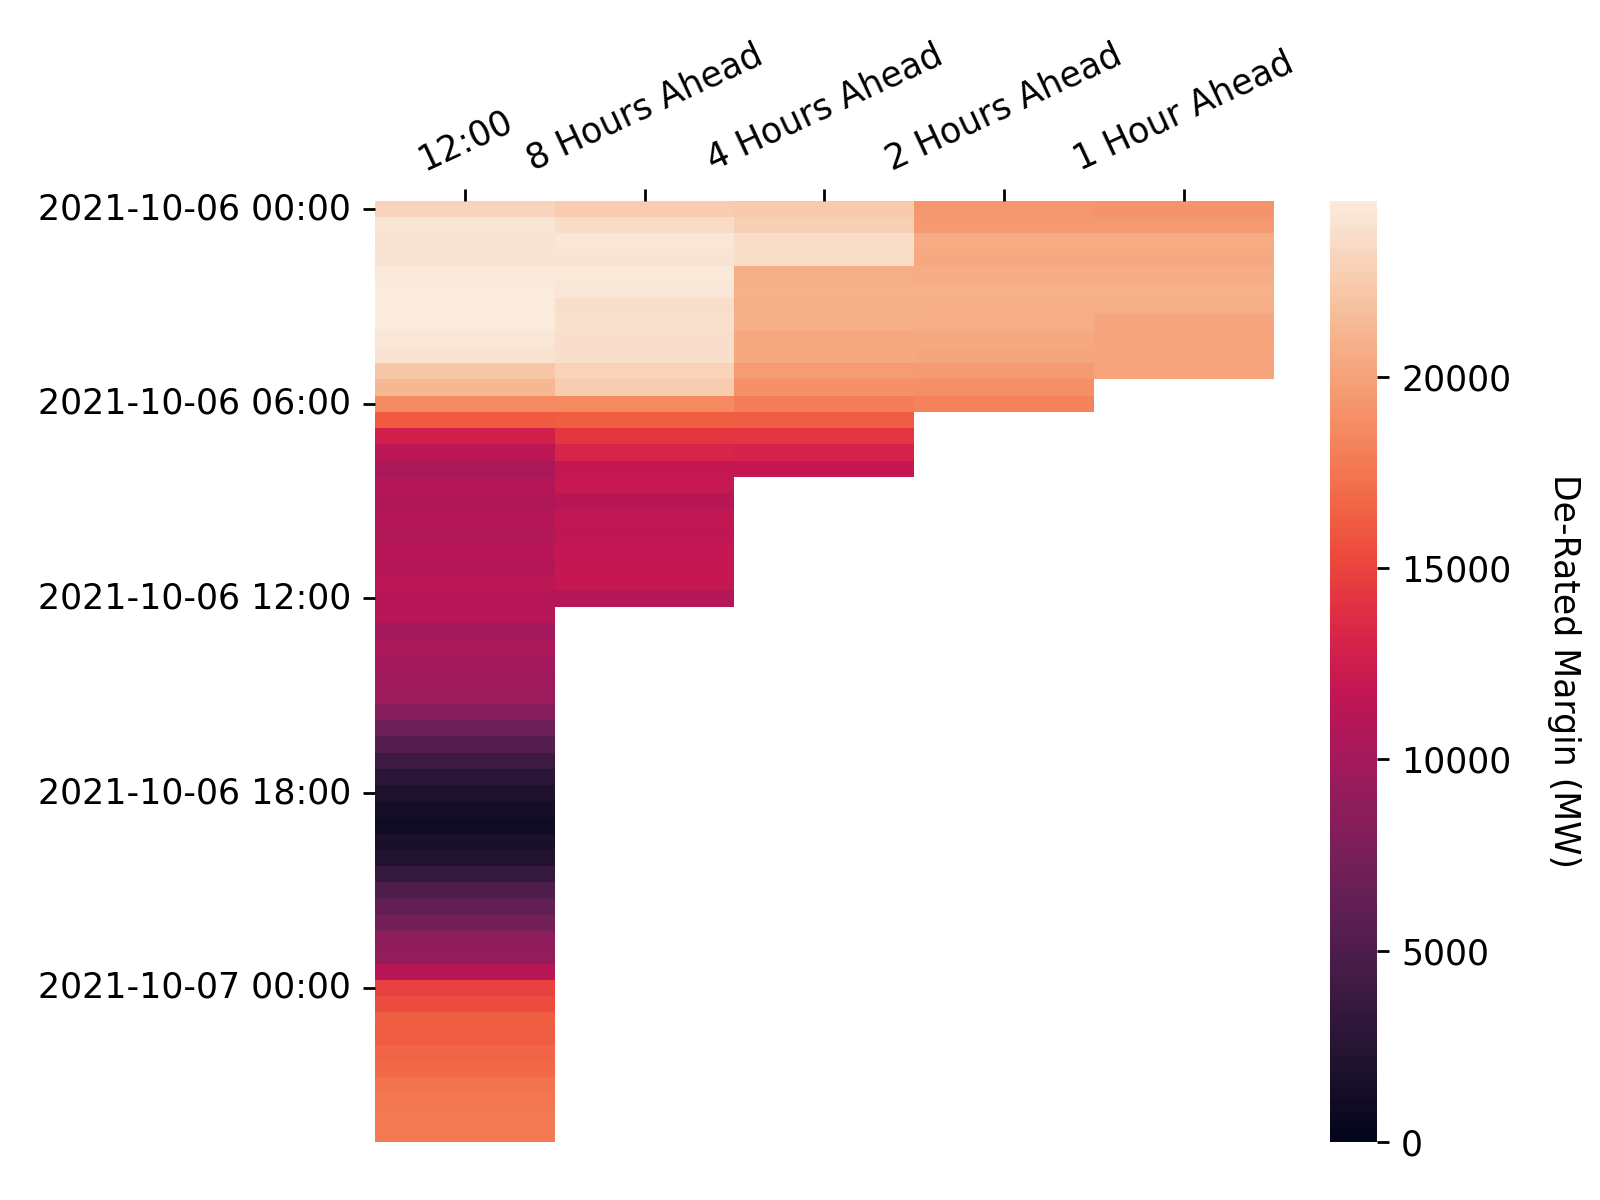 12:00
8 Hours Ahead
4 Hours Ahead
2 Hours Ahead
1 Hour Ahead
2021-10-06 00:00
2021-10-06 06:00
2021-10-06 12:00
2021-10-06 18:00
2021-10-07 00:00
20000
15000
10000
5000
0
De-Rated Margin (MW)